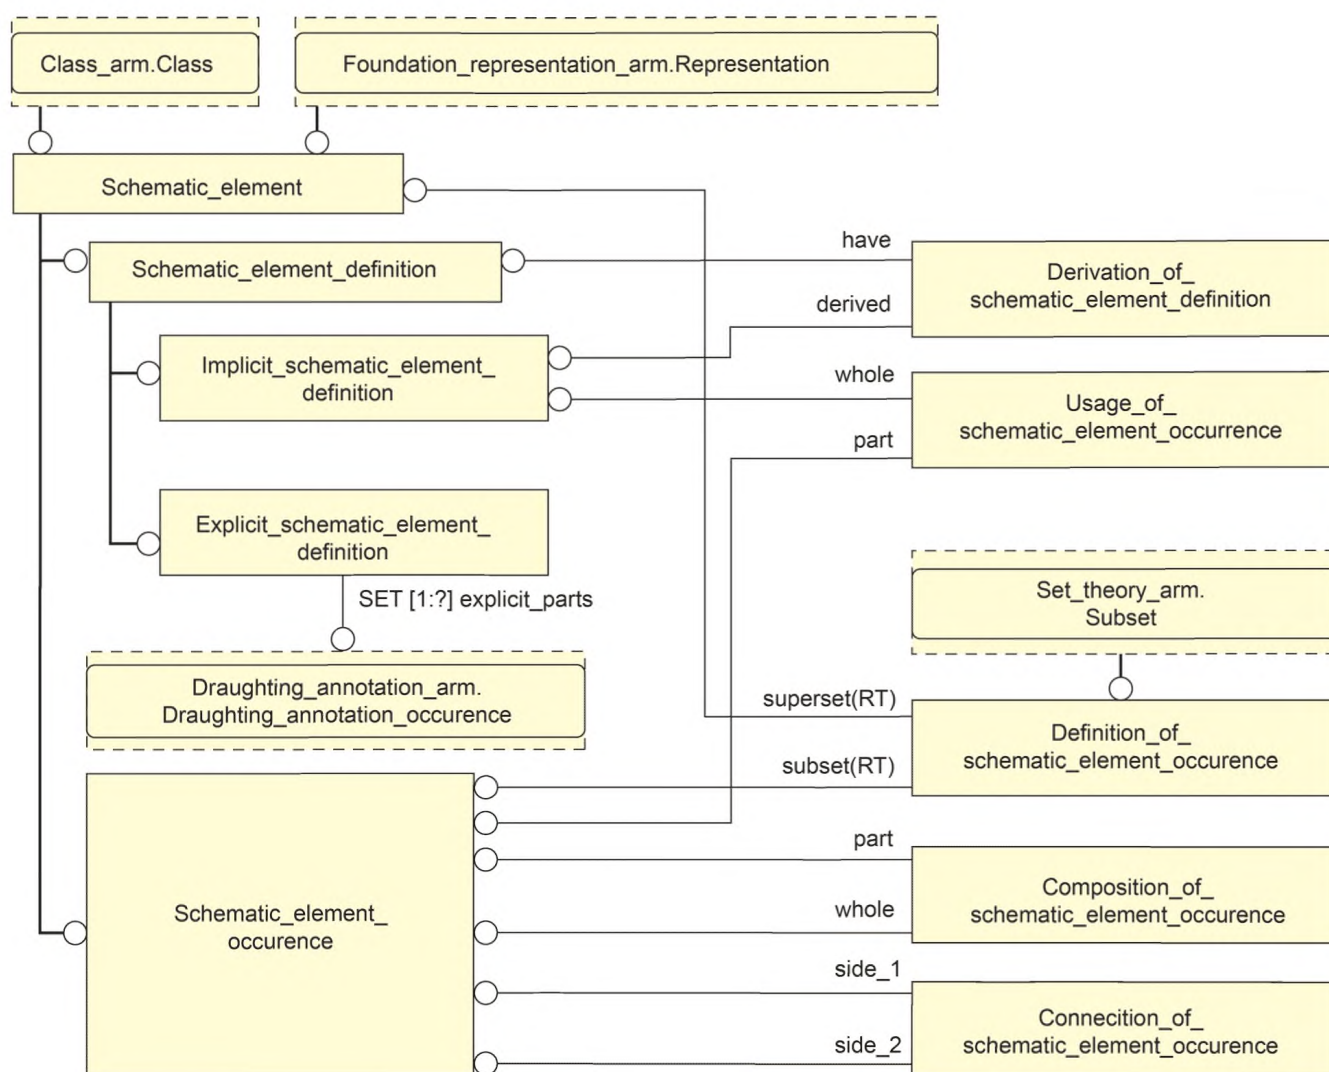 Class_arm.Class
Foundation_representation_arm.Representation
Schematic_element
have
Schematic_element_definition
Derivation_of_
schematic_element_definition
derived
Implicit_schematic_element_
definition
whole
Usage_of_
schematic_element_occurrence
part
Explicit_schematic_element_
definition
SET [1:?] explicit_parts
Set_theory_arm.
Subset
Draughting_annotation_arm.
Draughting_annotation_occurence
superset(RT)
Definition_of_
schematic_element_occurence
subset(RT)
part
Composition_of_
schematic_element_occurence
whole
Schematic_element_
occurence
side_1
Connecition_of_
schematic_element_occurence
side_2